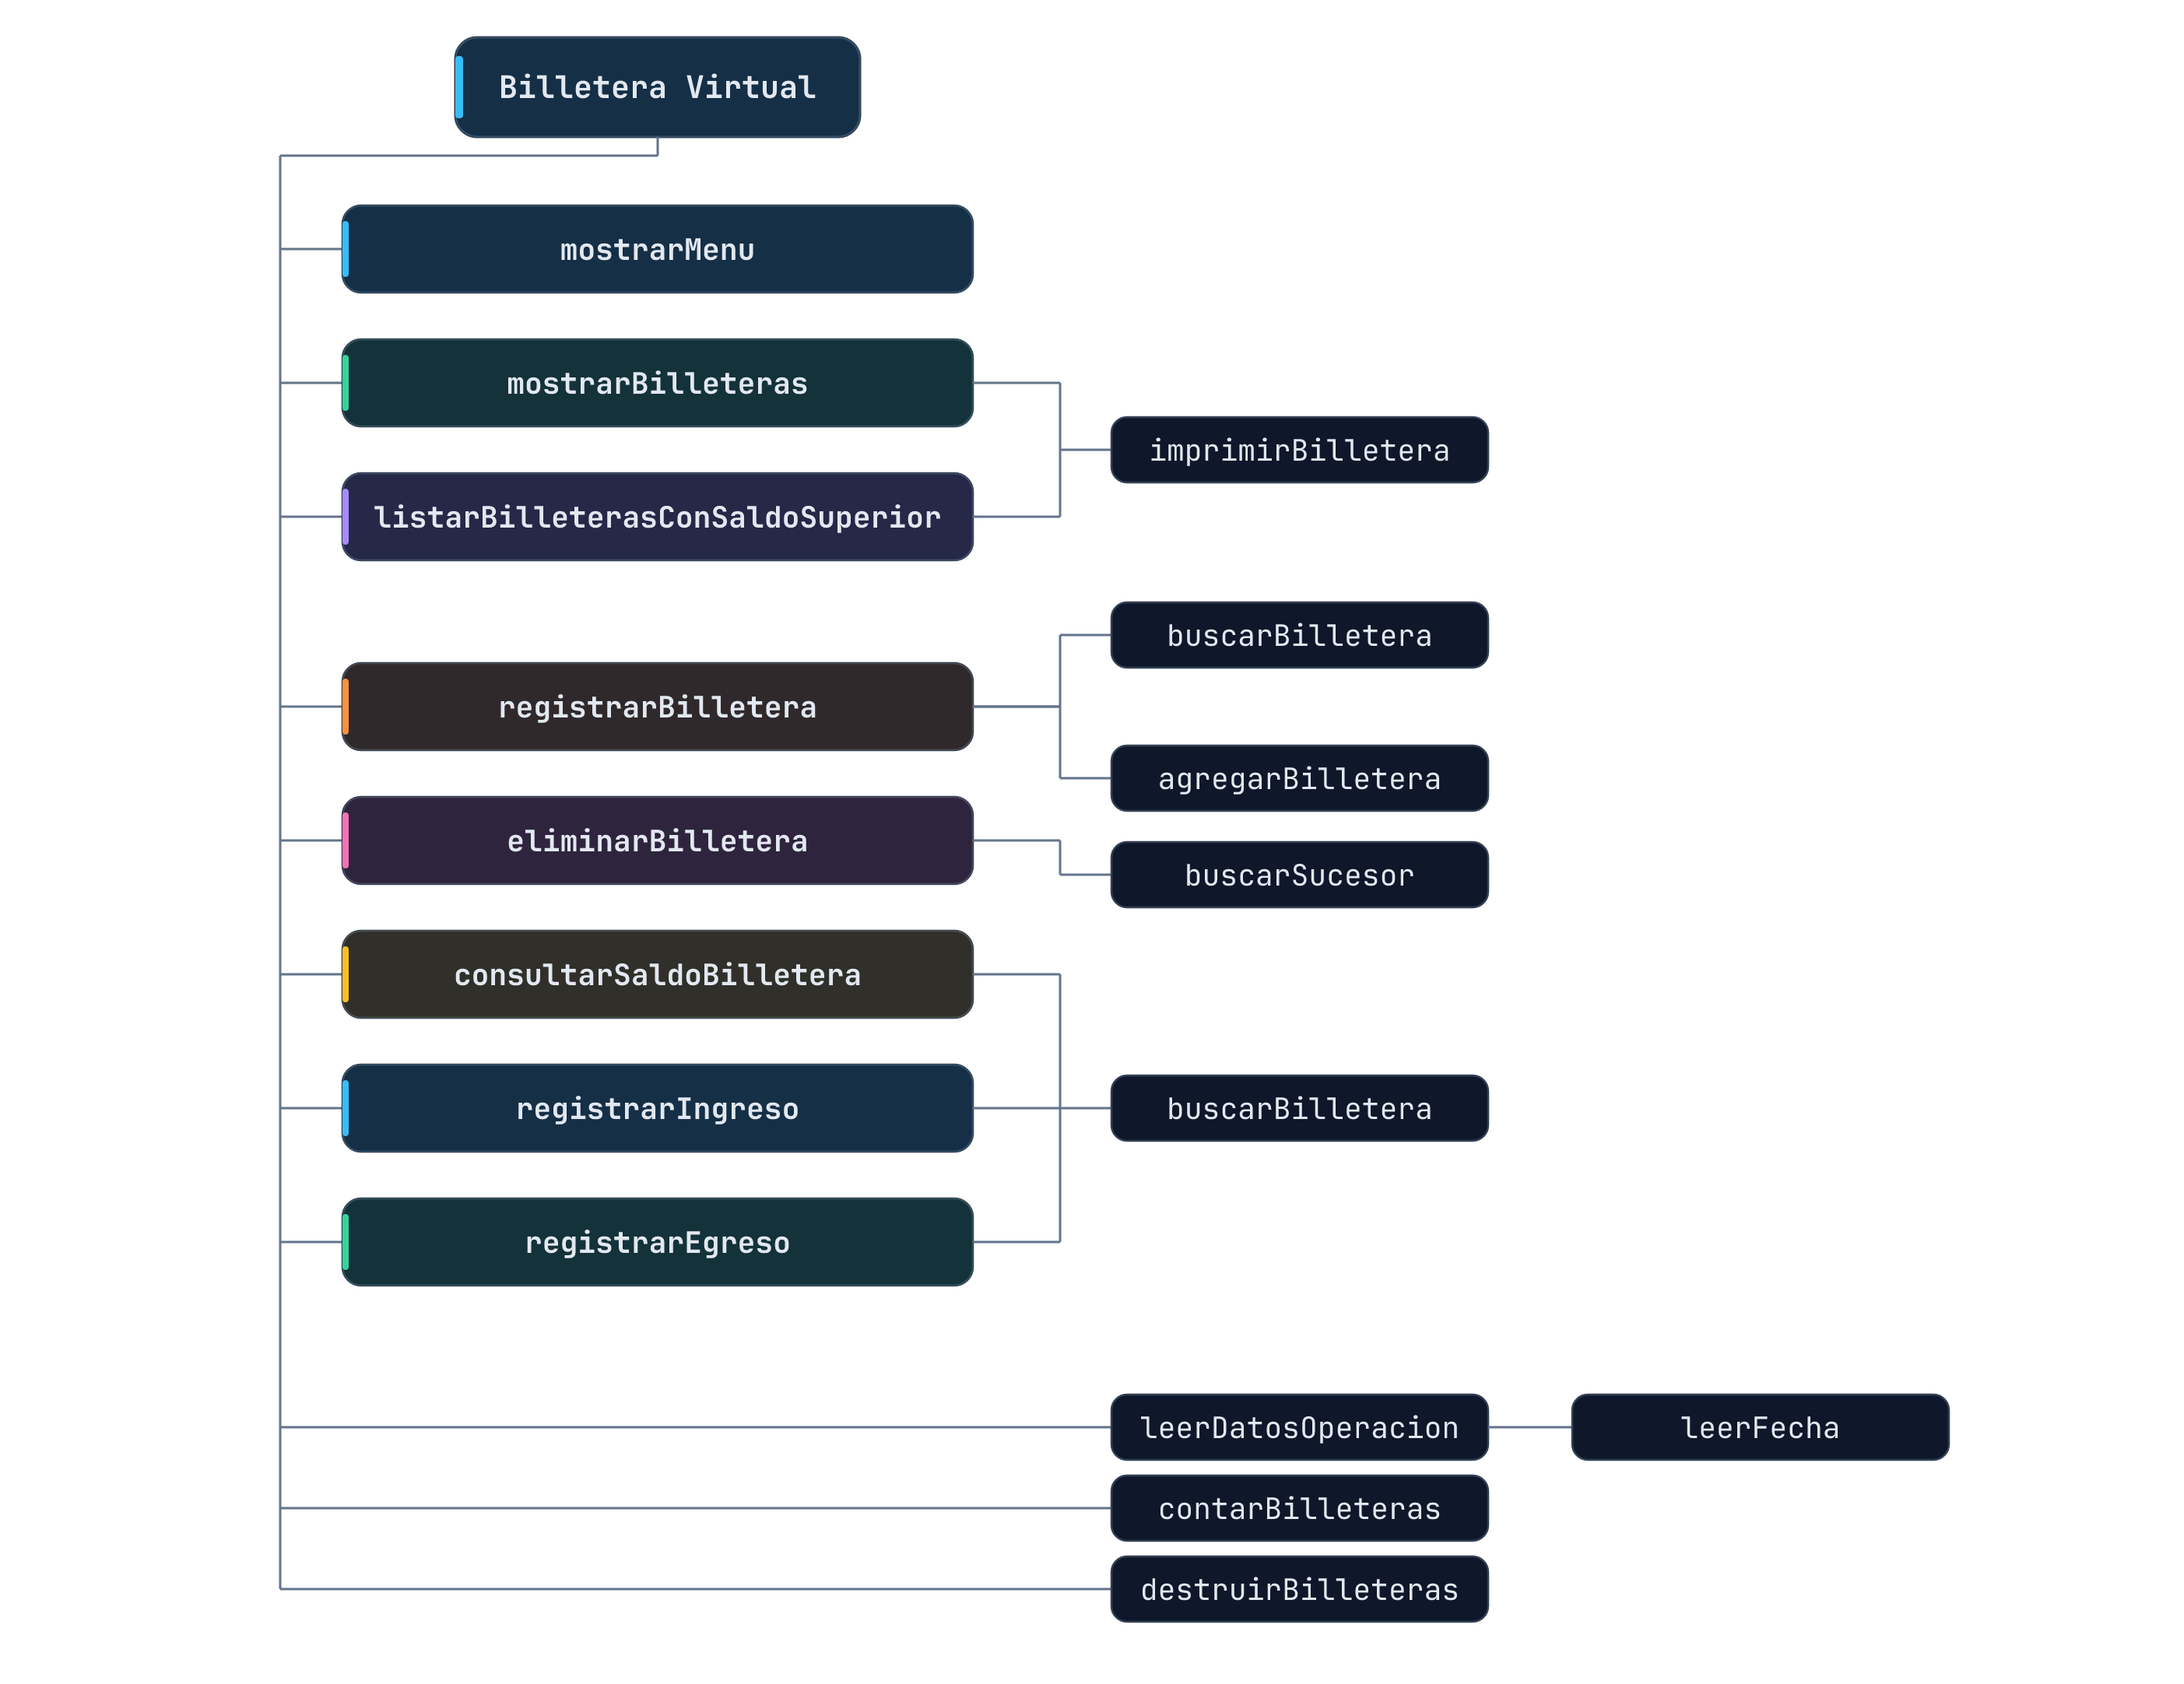 Billetera Virtual
mostrarMenu
mostrarBilleteras
imprimirBilletera
listarBilleterasConSaldoSuperior
buscarBilletera
registrarBilletera
agregarBilletera
eliminarBilletera
buscarSucesor
consultarSaldoBilletera
registrarIngreso
buscarBilletera
registrarEgreso
leerDatosOperacion
leerFecha
contarBilleteras
destruirBilleteras